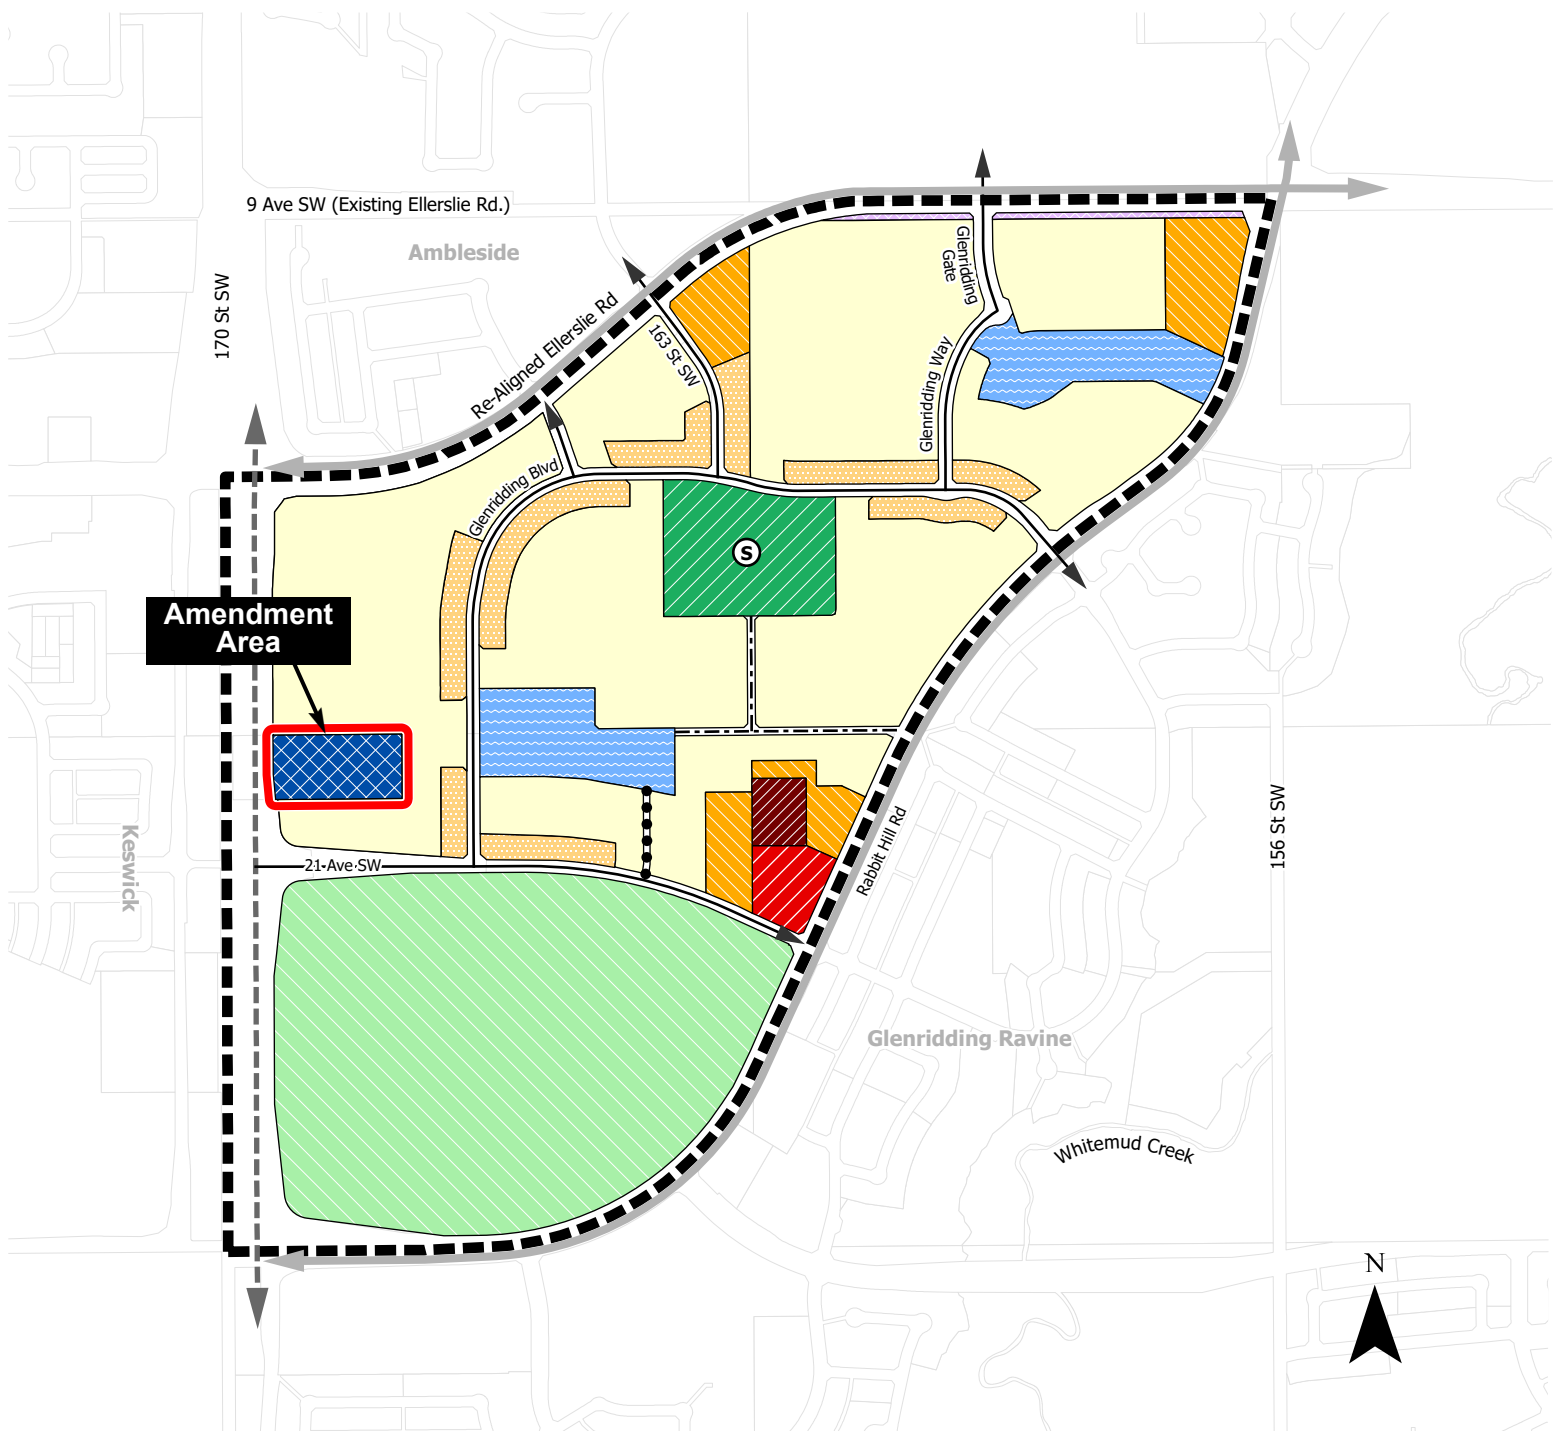 9 Ave SW (Existing Ellerslie Rd.)
Ambleside
170 St SW
Re-Aligned Ellerslie Rd
163 St SW
Glenridding
Gate
Glenridding Way
Glenridding Blvd
S
Amendment
Area
Keswick
21 Ave SW
Rabbit Hill Rd
156 St SW
Glenridding Ravine
Whitemud Creek
N